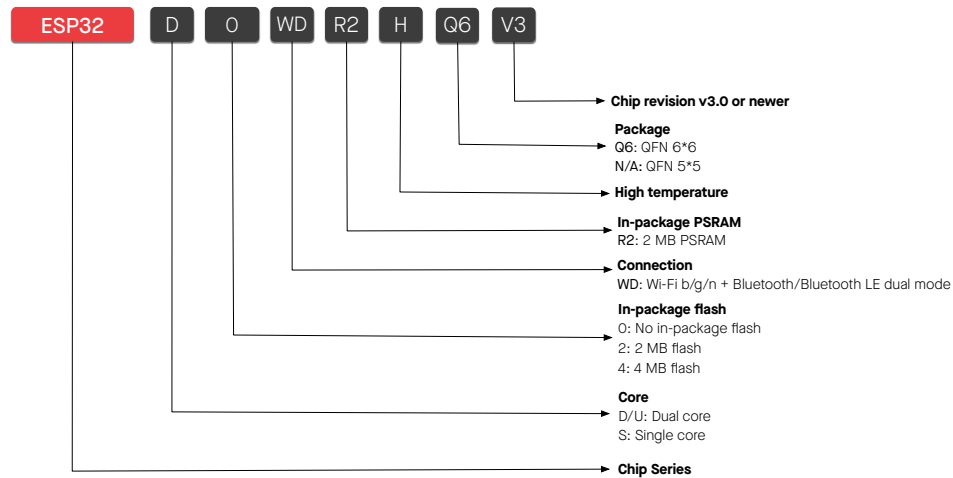 ESP32 D 0 WD R2 H Q6 V3
Chip revision v3.0 or newer
Package
Q6: QFN 6*6
N/A: QFN 5*5
High temperature
In-package PSRAM
R2: 2 MB PSRAM
Connection
WD: Wi-Fi b/g/n + Bluetooth/Bluetooth LE dual mode
In-package flash
0: No in-package flash
2: 2 MB flash
4: 4 MB flash
Core
D/U: Dual core
S: Single core
Chip Series